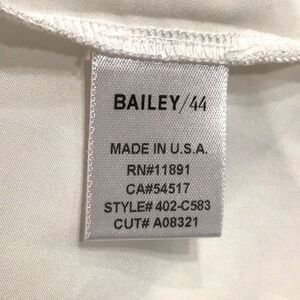 BAILEY/44
MADE IN U.S.A.
RN#11891
CA#54517
STYLE# 402-C583
CUT# A08321